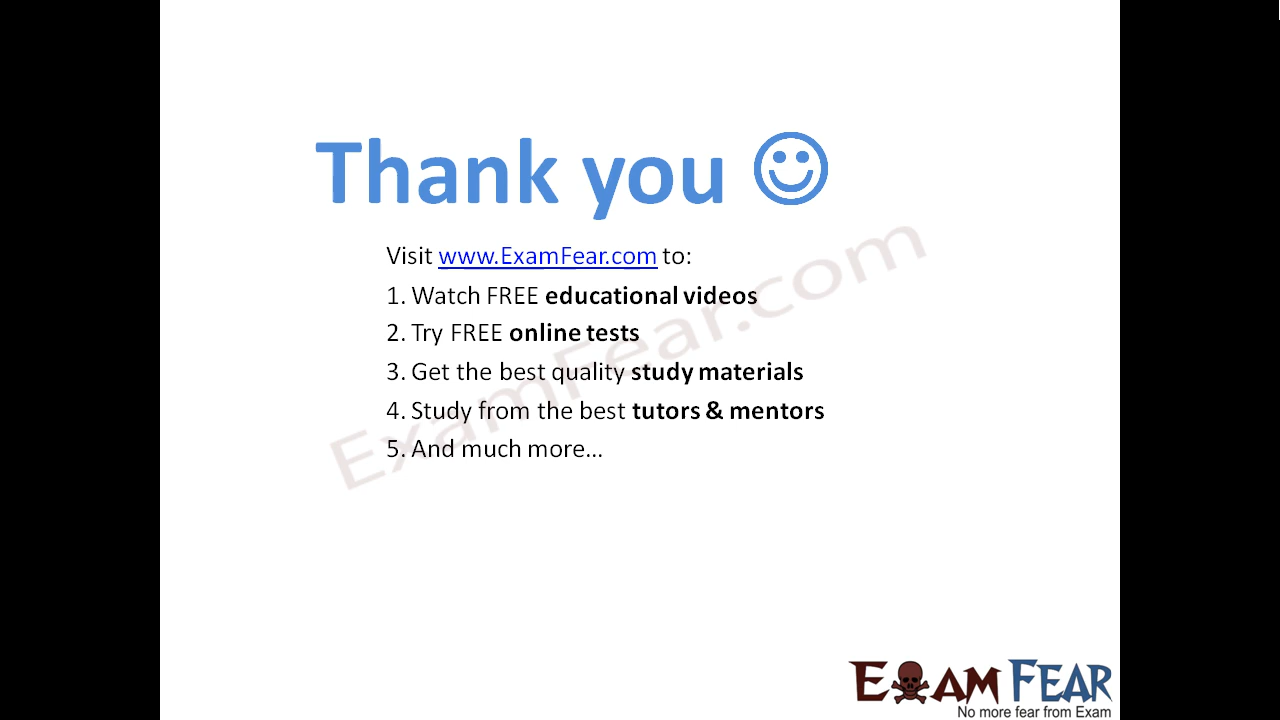 Thank you
Visit www.ExamFear.com to:
1. Watch FREE educational videos
2. Try FREE online tests
3. Get the best quality study materials
4. Study from the best tutors & mentors
5. And much more...
ExamFear.com
EXAM FEAR
No more fear from Exam